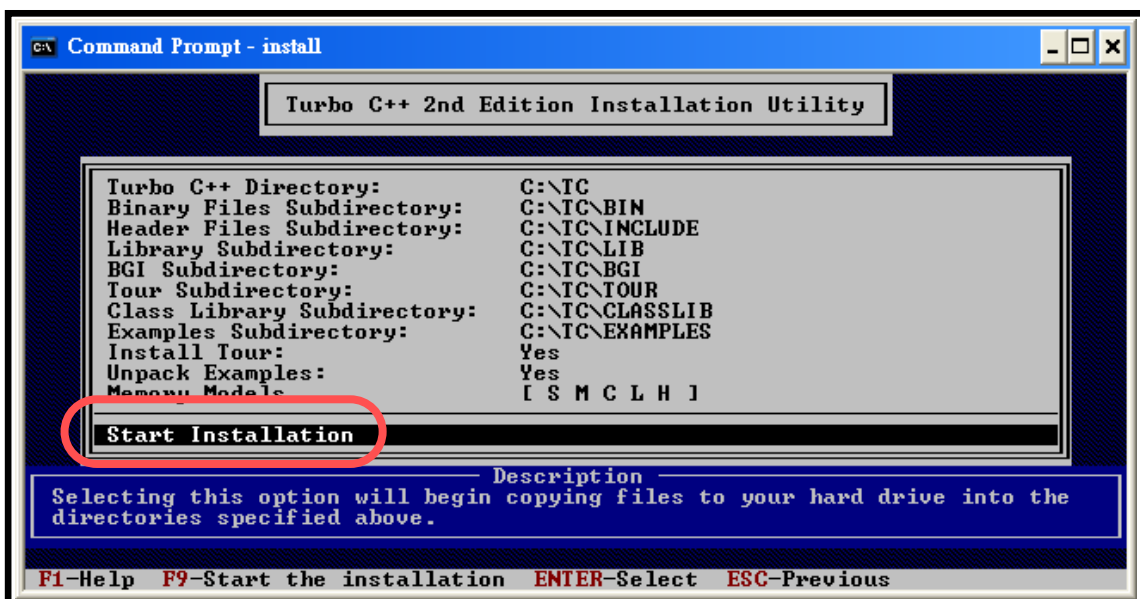 C:\ Command Prompt - install
Turbo C++ 2nd Edition Installation Utility
Turbo C++ Directory: C:\TC
Binary Files Subdirectory: C:\TC\BIN
Header Files Subdirectory: C:\TC\INCLUDE
Library Subdirectory: C:\TC\LIB
BGI Subdirectory: C:\TC\BGI
Tour Subdirectory: C:\TC\TOUR
Class Library Subdirectory: C:\TC\CLASSLIB
Examples Subdirectory: C:\TC\EXAMPLES
Install Tour: Yes
Unpack Examples: Yes
Memory Models [ S M C L H ]
Start Installation
Description
Selecting this option will begin copying files to your hard drive into the
directories specified above.
F1-Help F9-Start the installation ENTER-Select ESC-Previous